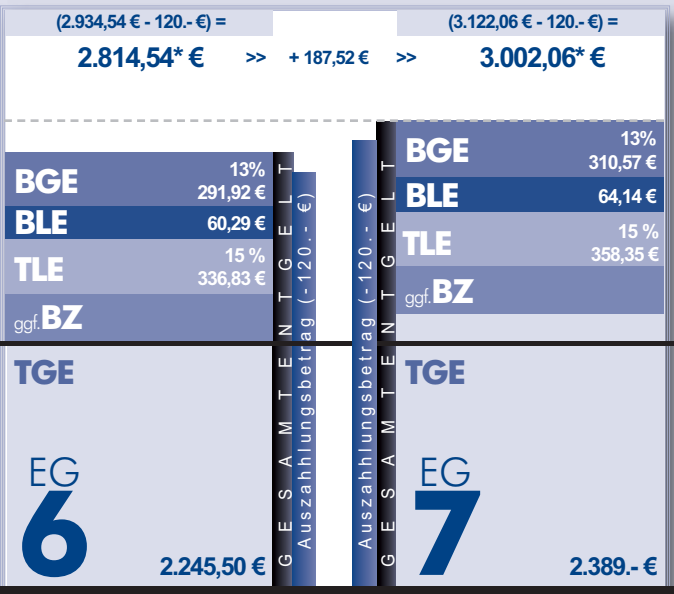 (2.934,54 € - 120.- €) =
2.814,54* €
>> + 187,52 € >>
(3.122,06 € - 120.- €) =
3.002,06* €
BGE 13%
291,92 €
BLE 60,29 €
TLE 15 %
336,83 €
ggf. BZ
TGE
EG
6
2.245,50 €
GESAMTENTGELT
Auszahhlungsbetrag (-120.- €)
Auszahhlungsbetrag (-120.- €)
GESAMTENTGELT
BGE 13%
310,57 €
BLE 64,14 €
TLE 15 %
358,35 €
ggf. BZ
TGE
EG
7
2.389.- €